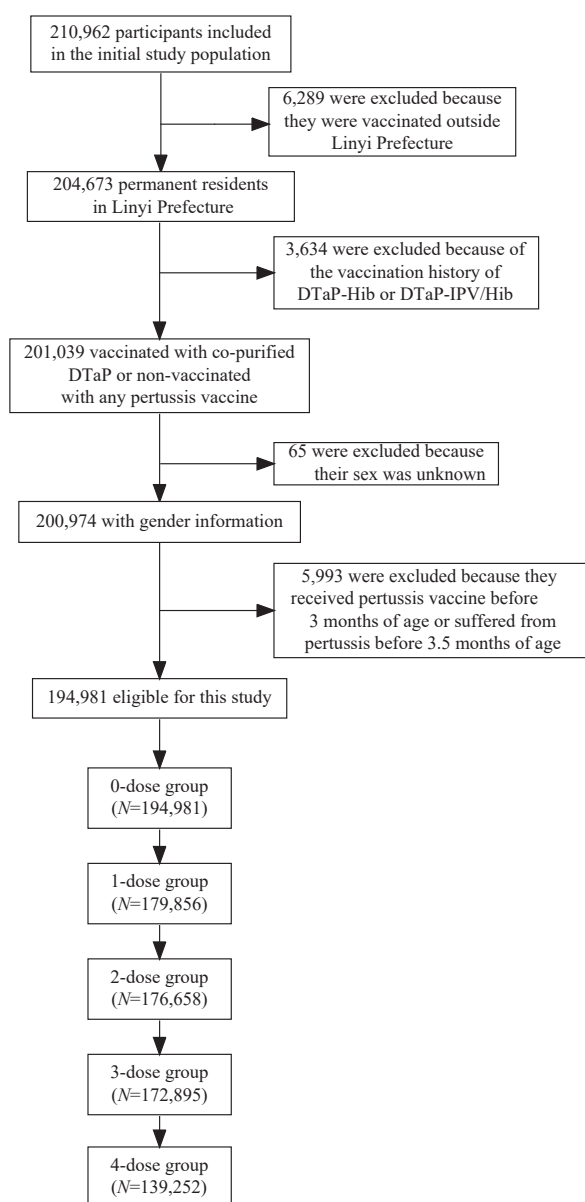 210,962 participants included
in the initial study population
6,289 were excluded because
they were vaccinated outside
Linyi Prefecture
204,673 permanent residents
in Linyi Prefecture
3,634 were excluded because of
the vaccination history of
DTaP-Hib or DTaP-IPV/Hib
201,039 vaccinated with co-purified
DTaP or non-vaccinated
with any pertussis vaccine
65 were excluded because
their sex was unknown
200,974 with gender information
5,993 were excluded because they
received pertussis vaccine before
3 months of age or suffered from
pertussis before 3.5 months of age
194,981 eligible for this study
0-dose group
(N=194,981)
1-dose group
(N=179,856)
2-dose group
(N=176,658)
3-dose group
(N=172,895)
4-dose group
(N=139,252)